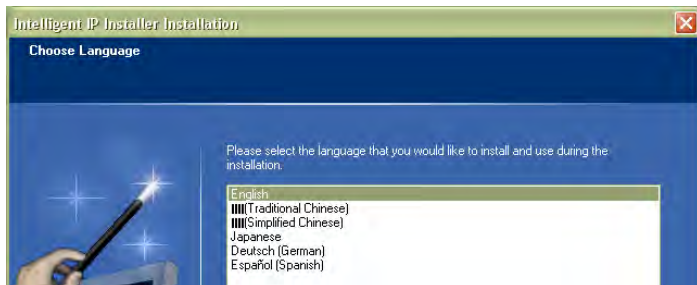 Intelligent IP Installer Installation
Choose Language
Please select the language that you would like to install and use during the
installation.
English
(Traditional Chinese)
(Simplified Chinese)
Japanese
Deutsch (German)
Español (Spanish)